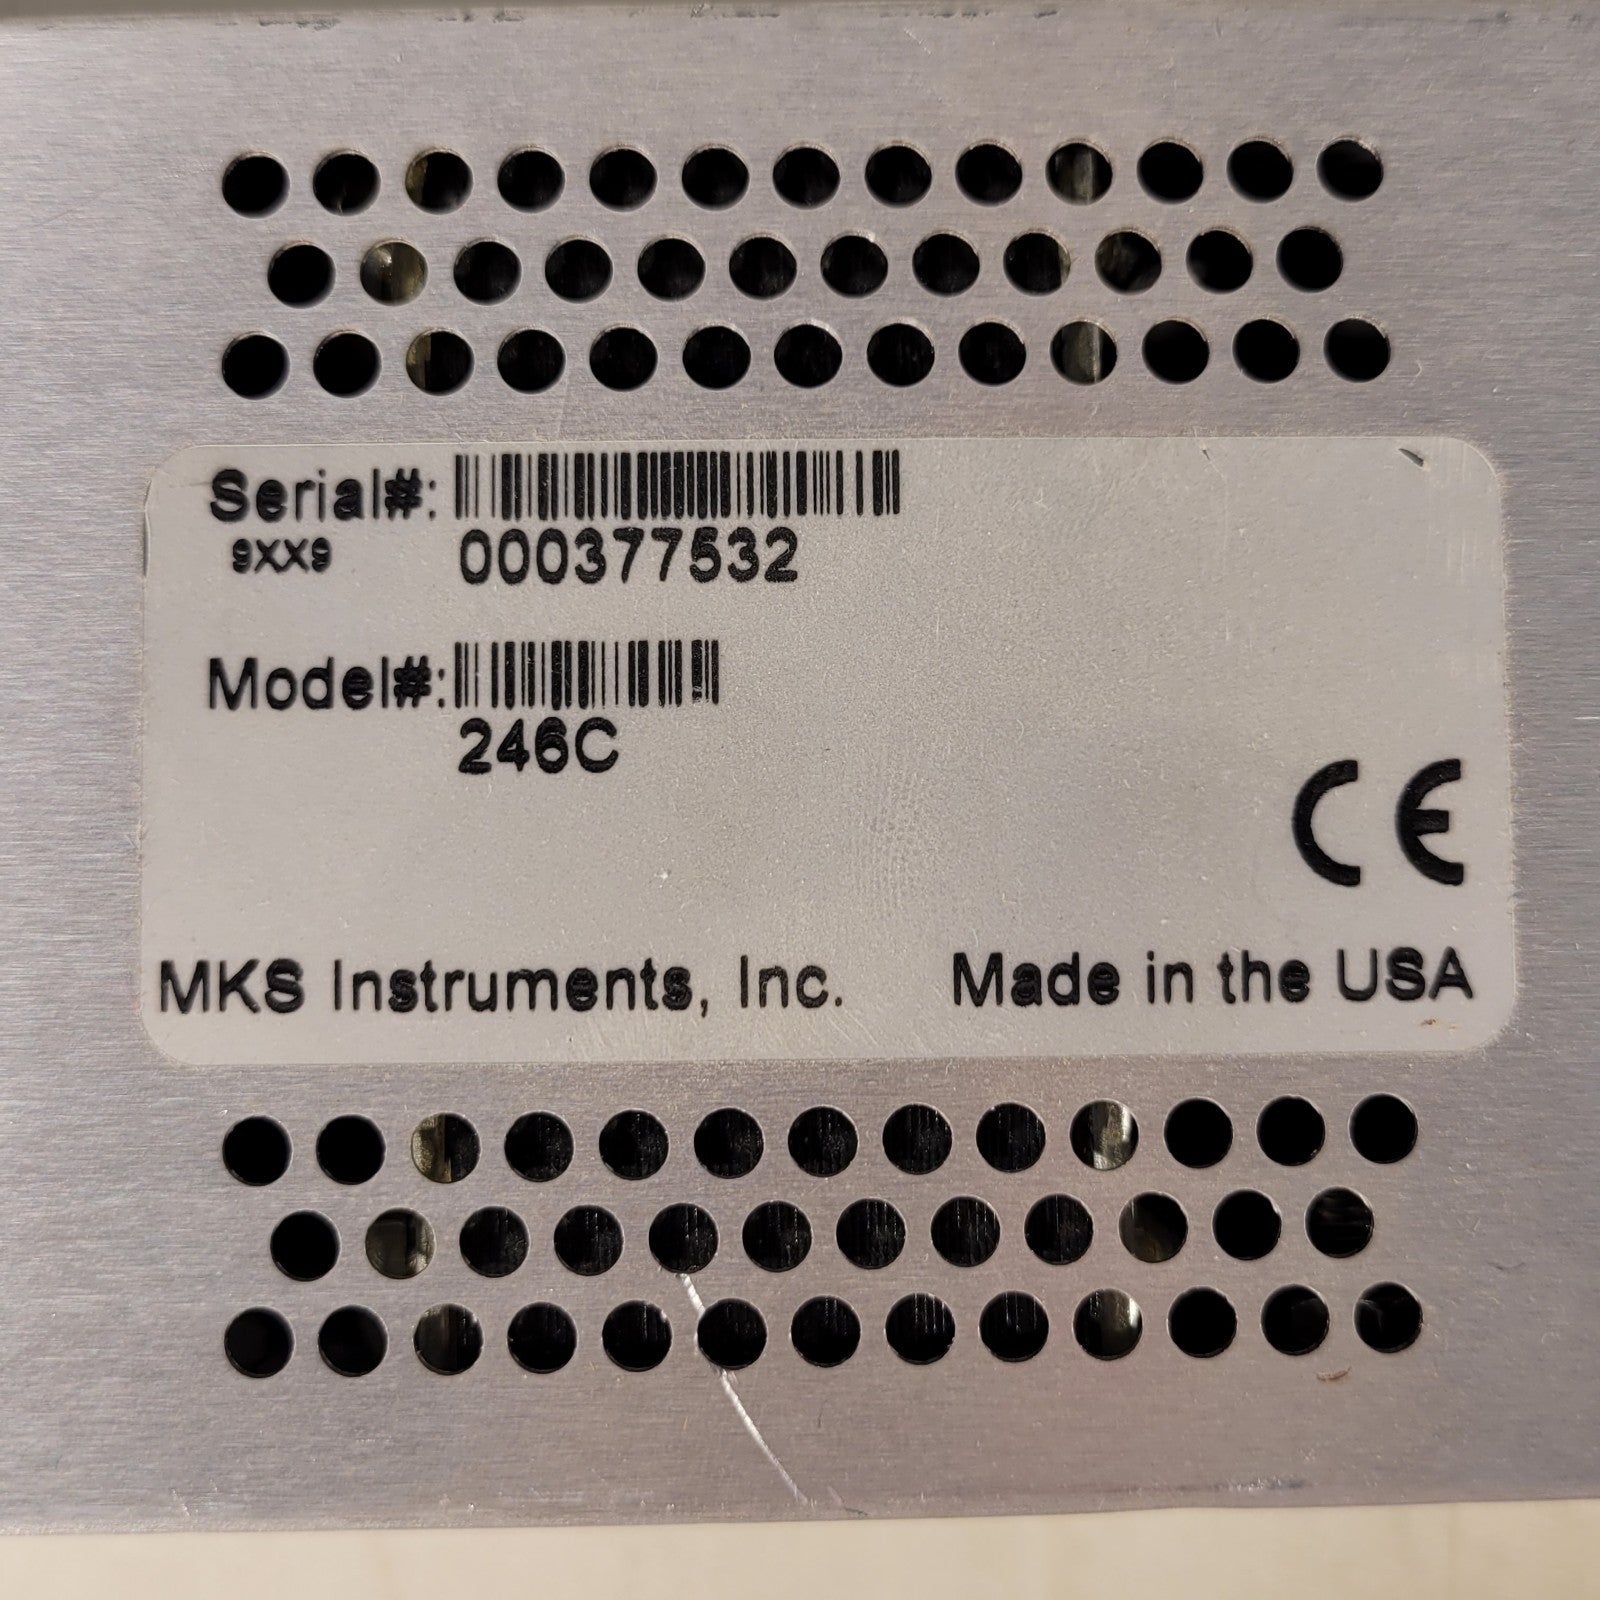 Serial#:
9XX9 000377532
Model#:
246C
CE
MKS Instruments, Inc. Made in the USA